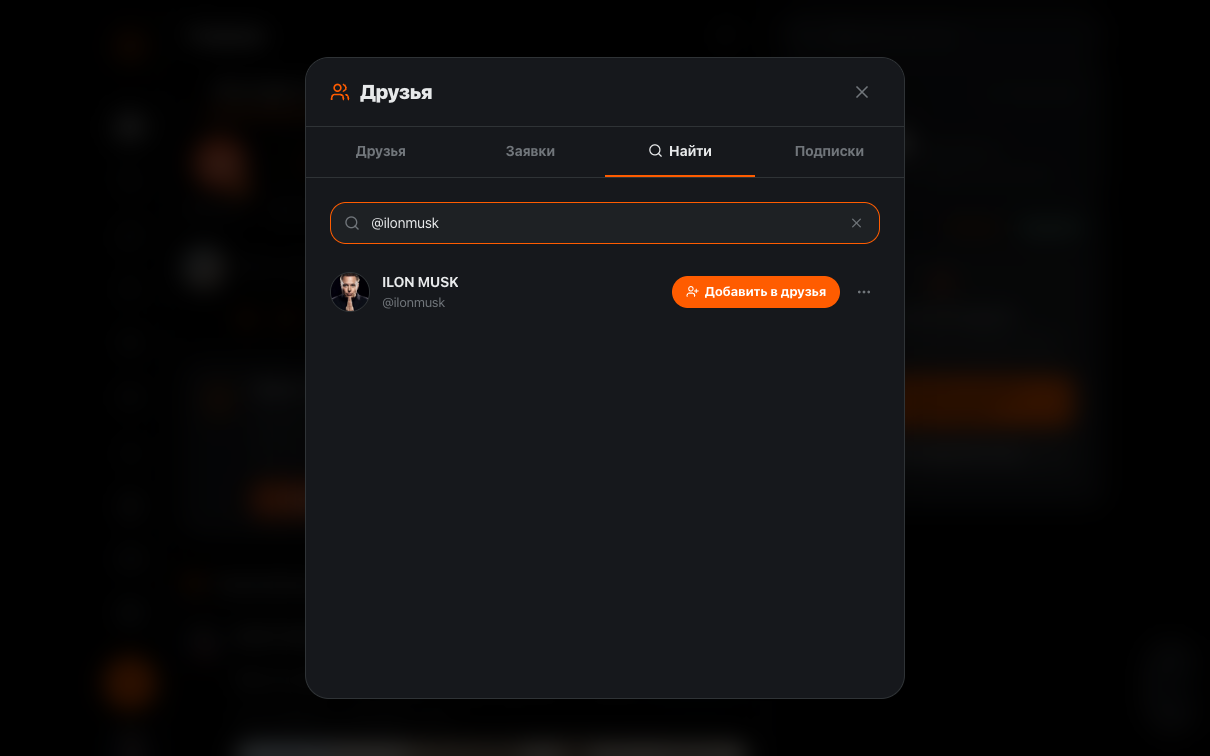 Друзья
Друзья
Заявки
Найти
Подписки
@ilonmusk
ILON MUSK
@ilonmusk
Добавить в друзья